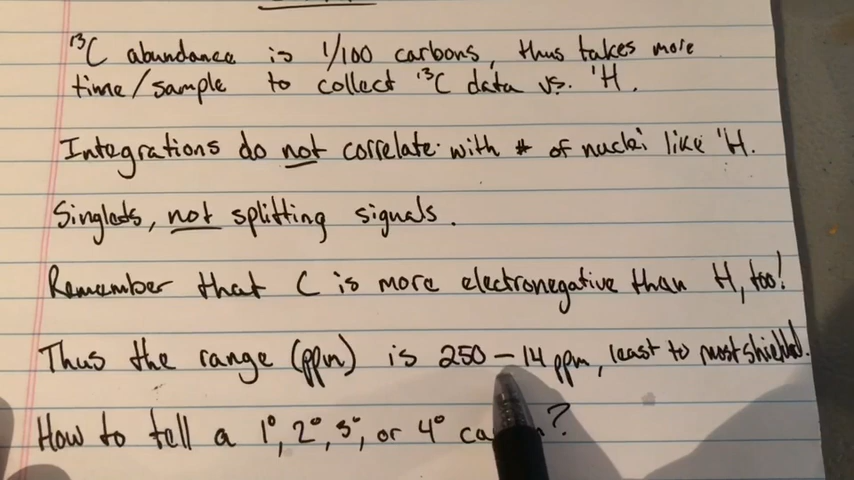 ¹³C abundance is 1/100 carbons, thus takes more
time/sample to collect ¹³C data vs. ¹H.
Integrations do not correlate with # of nuclei like ¹H.
Singlets, not splitting signals.
Remember that C is more electronegative than H, too!
Thus the range (ppm) is 250-14 ppm, least to most shielded.
How to tell a 1°, 2°, 3°, or 4° ?